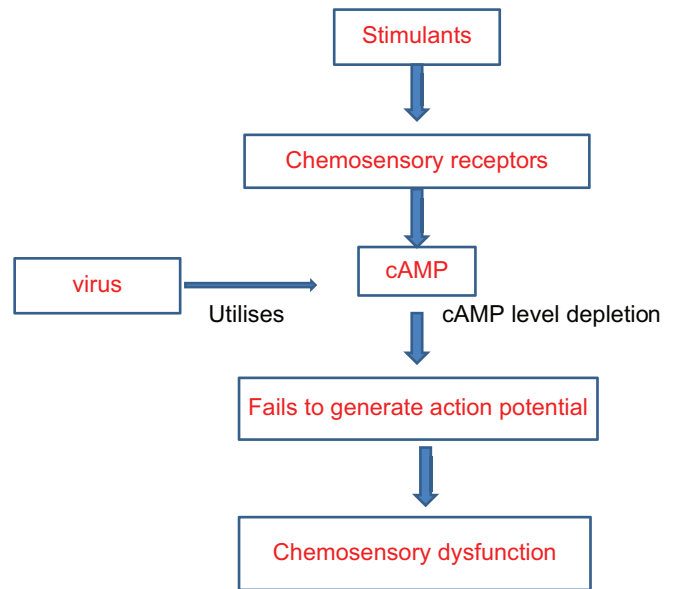 Stimulants
Chemosensory receptors
cAMP
virus
Utilises
cAMP level depletion
Fails to generate action potential
Chemosensory dysfunction